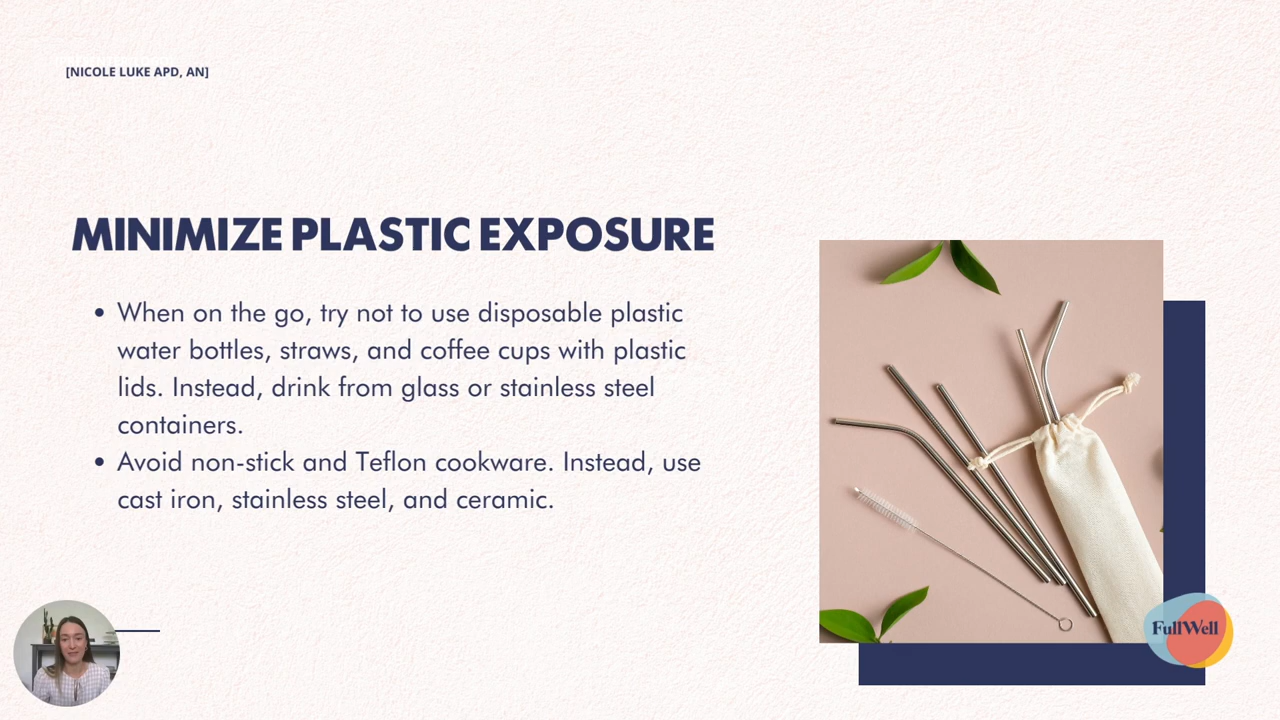 [NICOLE LUKE APD, AN]
MINIMIZE PLASTIC EXPOSURE
• When on the go, try not to use disposable plastic
water bottles, straws, and coffee cups with plastic
lids. Instead, drink from glass or stainless steel
containers.
• Avoid non-stick and Teflon cookware. Instead, use
cast iron, stainless steel, and ceramic.
FullWell